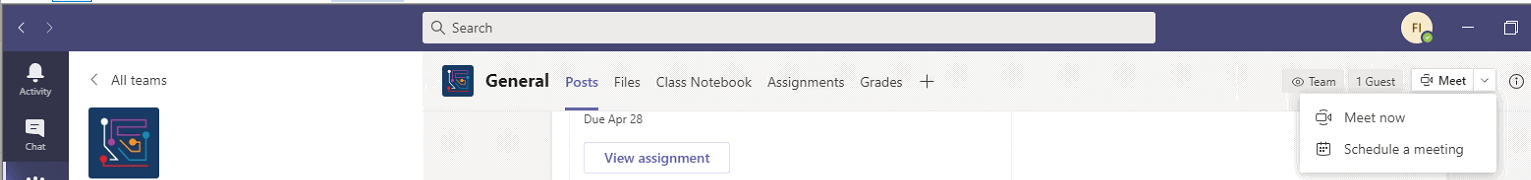 Search
FI
Activity
Chat
All teams
General
Posts
Files
Class Notebook
Assignments
Grades
Team
1 Guest
Meet
Meet now
Schedule a meeting
Due Apr 28
View assignment